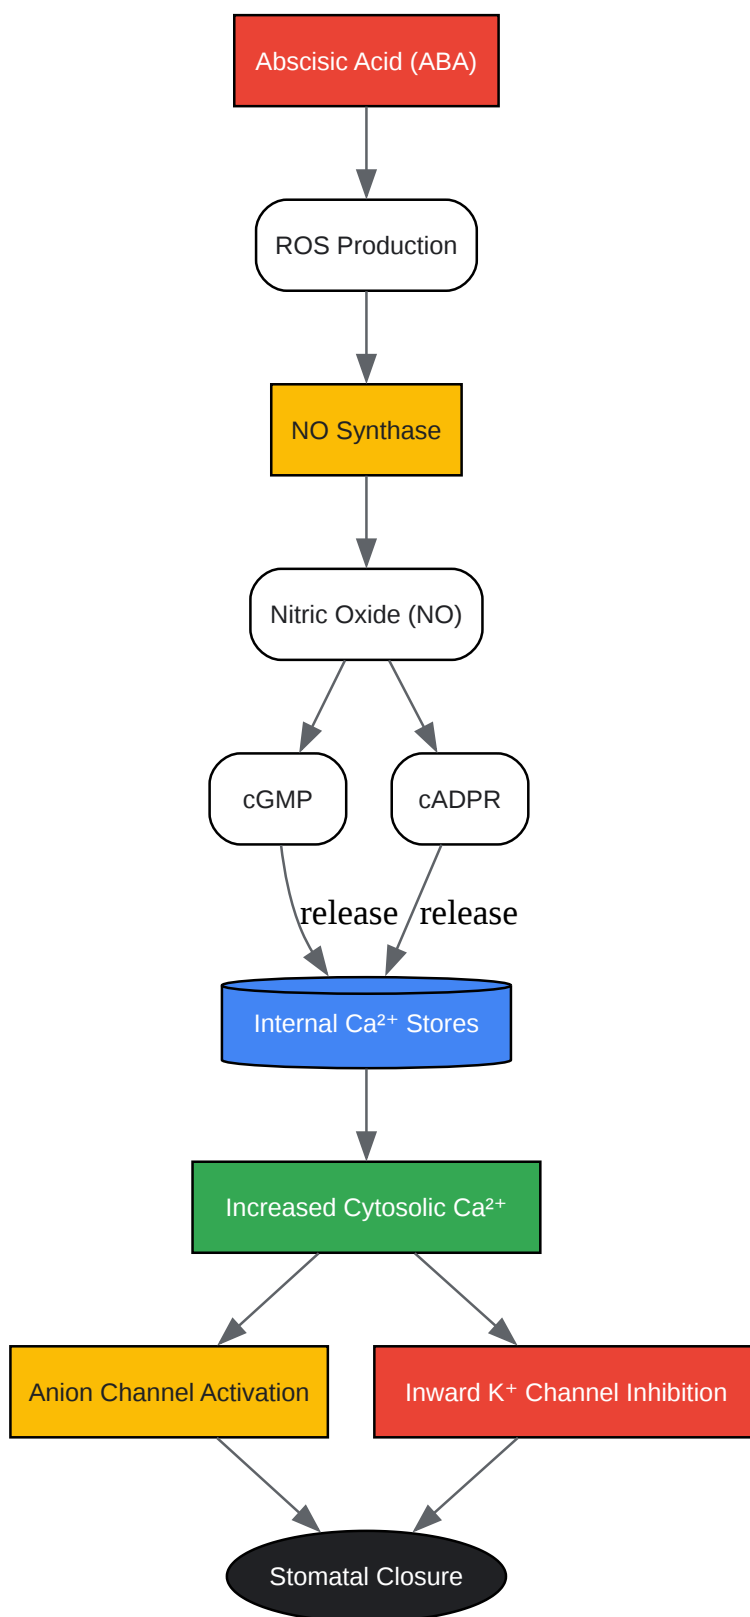 Abscisic Acid (ABA)
ROS Production
NO Synthase
Nitric Oxide (NO)
cGMP
cADPR
release
release
Internal Ca²⁺ Stores
Increased Cytosolic Ca²⁺
Anion Channel Activation
Inward K⁺ Channel Inhibition
Stomatal Closure